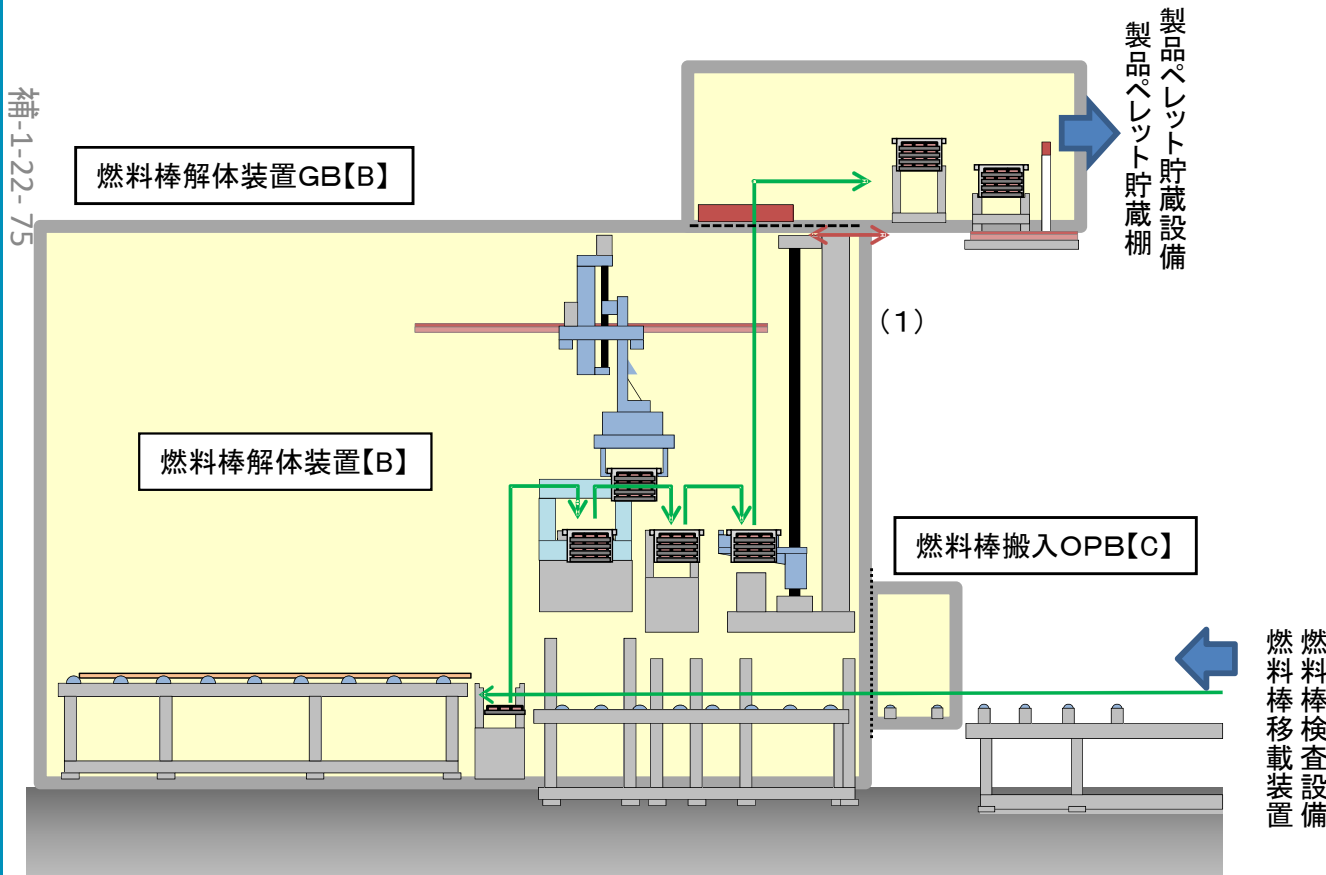 補-1-22- 75
燃料棒解体装置GB【B】
製品ペレット貯蔵設備
製品ペレット貯蔵棚
(1)
燃料棒解体装置【B】
燃料棒搬入OPB【C】
燃料棒検査設備
燃料棒移載装置